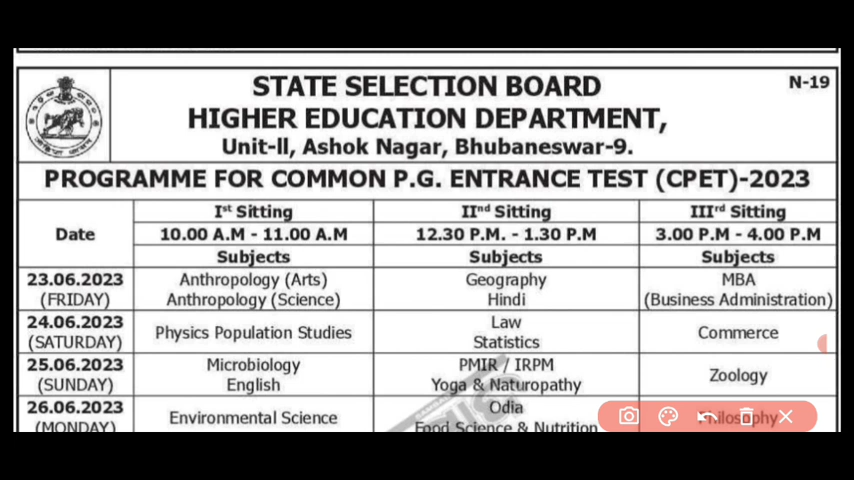 STATE SELECTION BOARD
N-19
HIGHER EDUCATION DEPARTMENT,
Unit-II, Ashok Nagar, Bhubaneswar-9.
PROGRAMME FOR COMMON P.G. ENTRANCE TEST (CPET)-2023
Date
Ist Sitting
IInd Sitting
IIIrd Sitting
10.00 A.M - 11.00 A.M
12.30 P.M. - 1.30 P.M
3.00 P.M - 4.00 P.M
Subjects
Subjects
Subjects
23.06.2023
(FRIDAY)
Anthropology (Arts)
Anthropology (Science)
Geography
Hindi
MBA
(Business Administration)
24.06.2023
(SATURDAY)
Physics Population Studies
Law
Statistics
Commerce
25.06.2023
(SUNDAY)
Microbiology
English
PMIR / IRPM
Yoga & Naturopathy
Zoology
26.06.2023
(MONDAY)
Environmental Science
Odia
Food Science & Nutrition
Philosophy